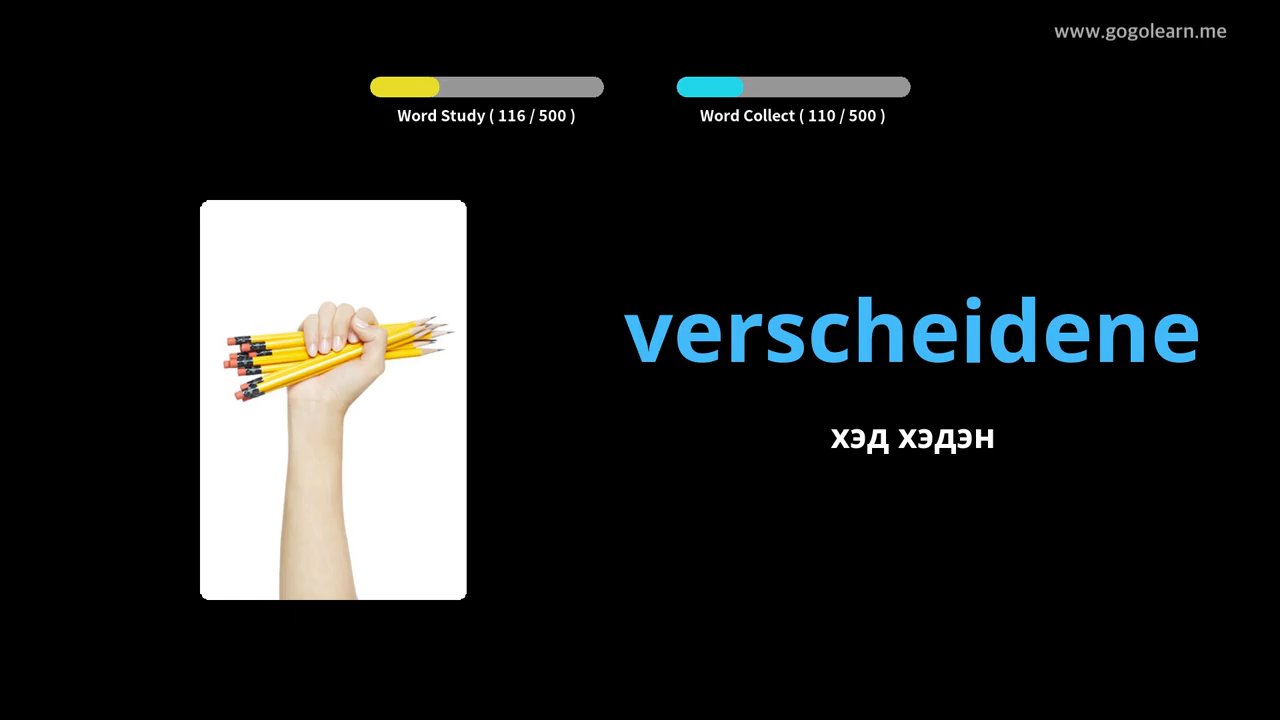 www.gogolearn.me
Word Study ( 116 / 500 )
Word Collect ( 110 / 500 )
verscheidene
хэд хэдэн